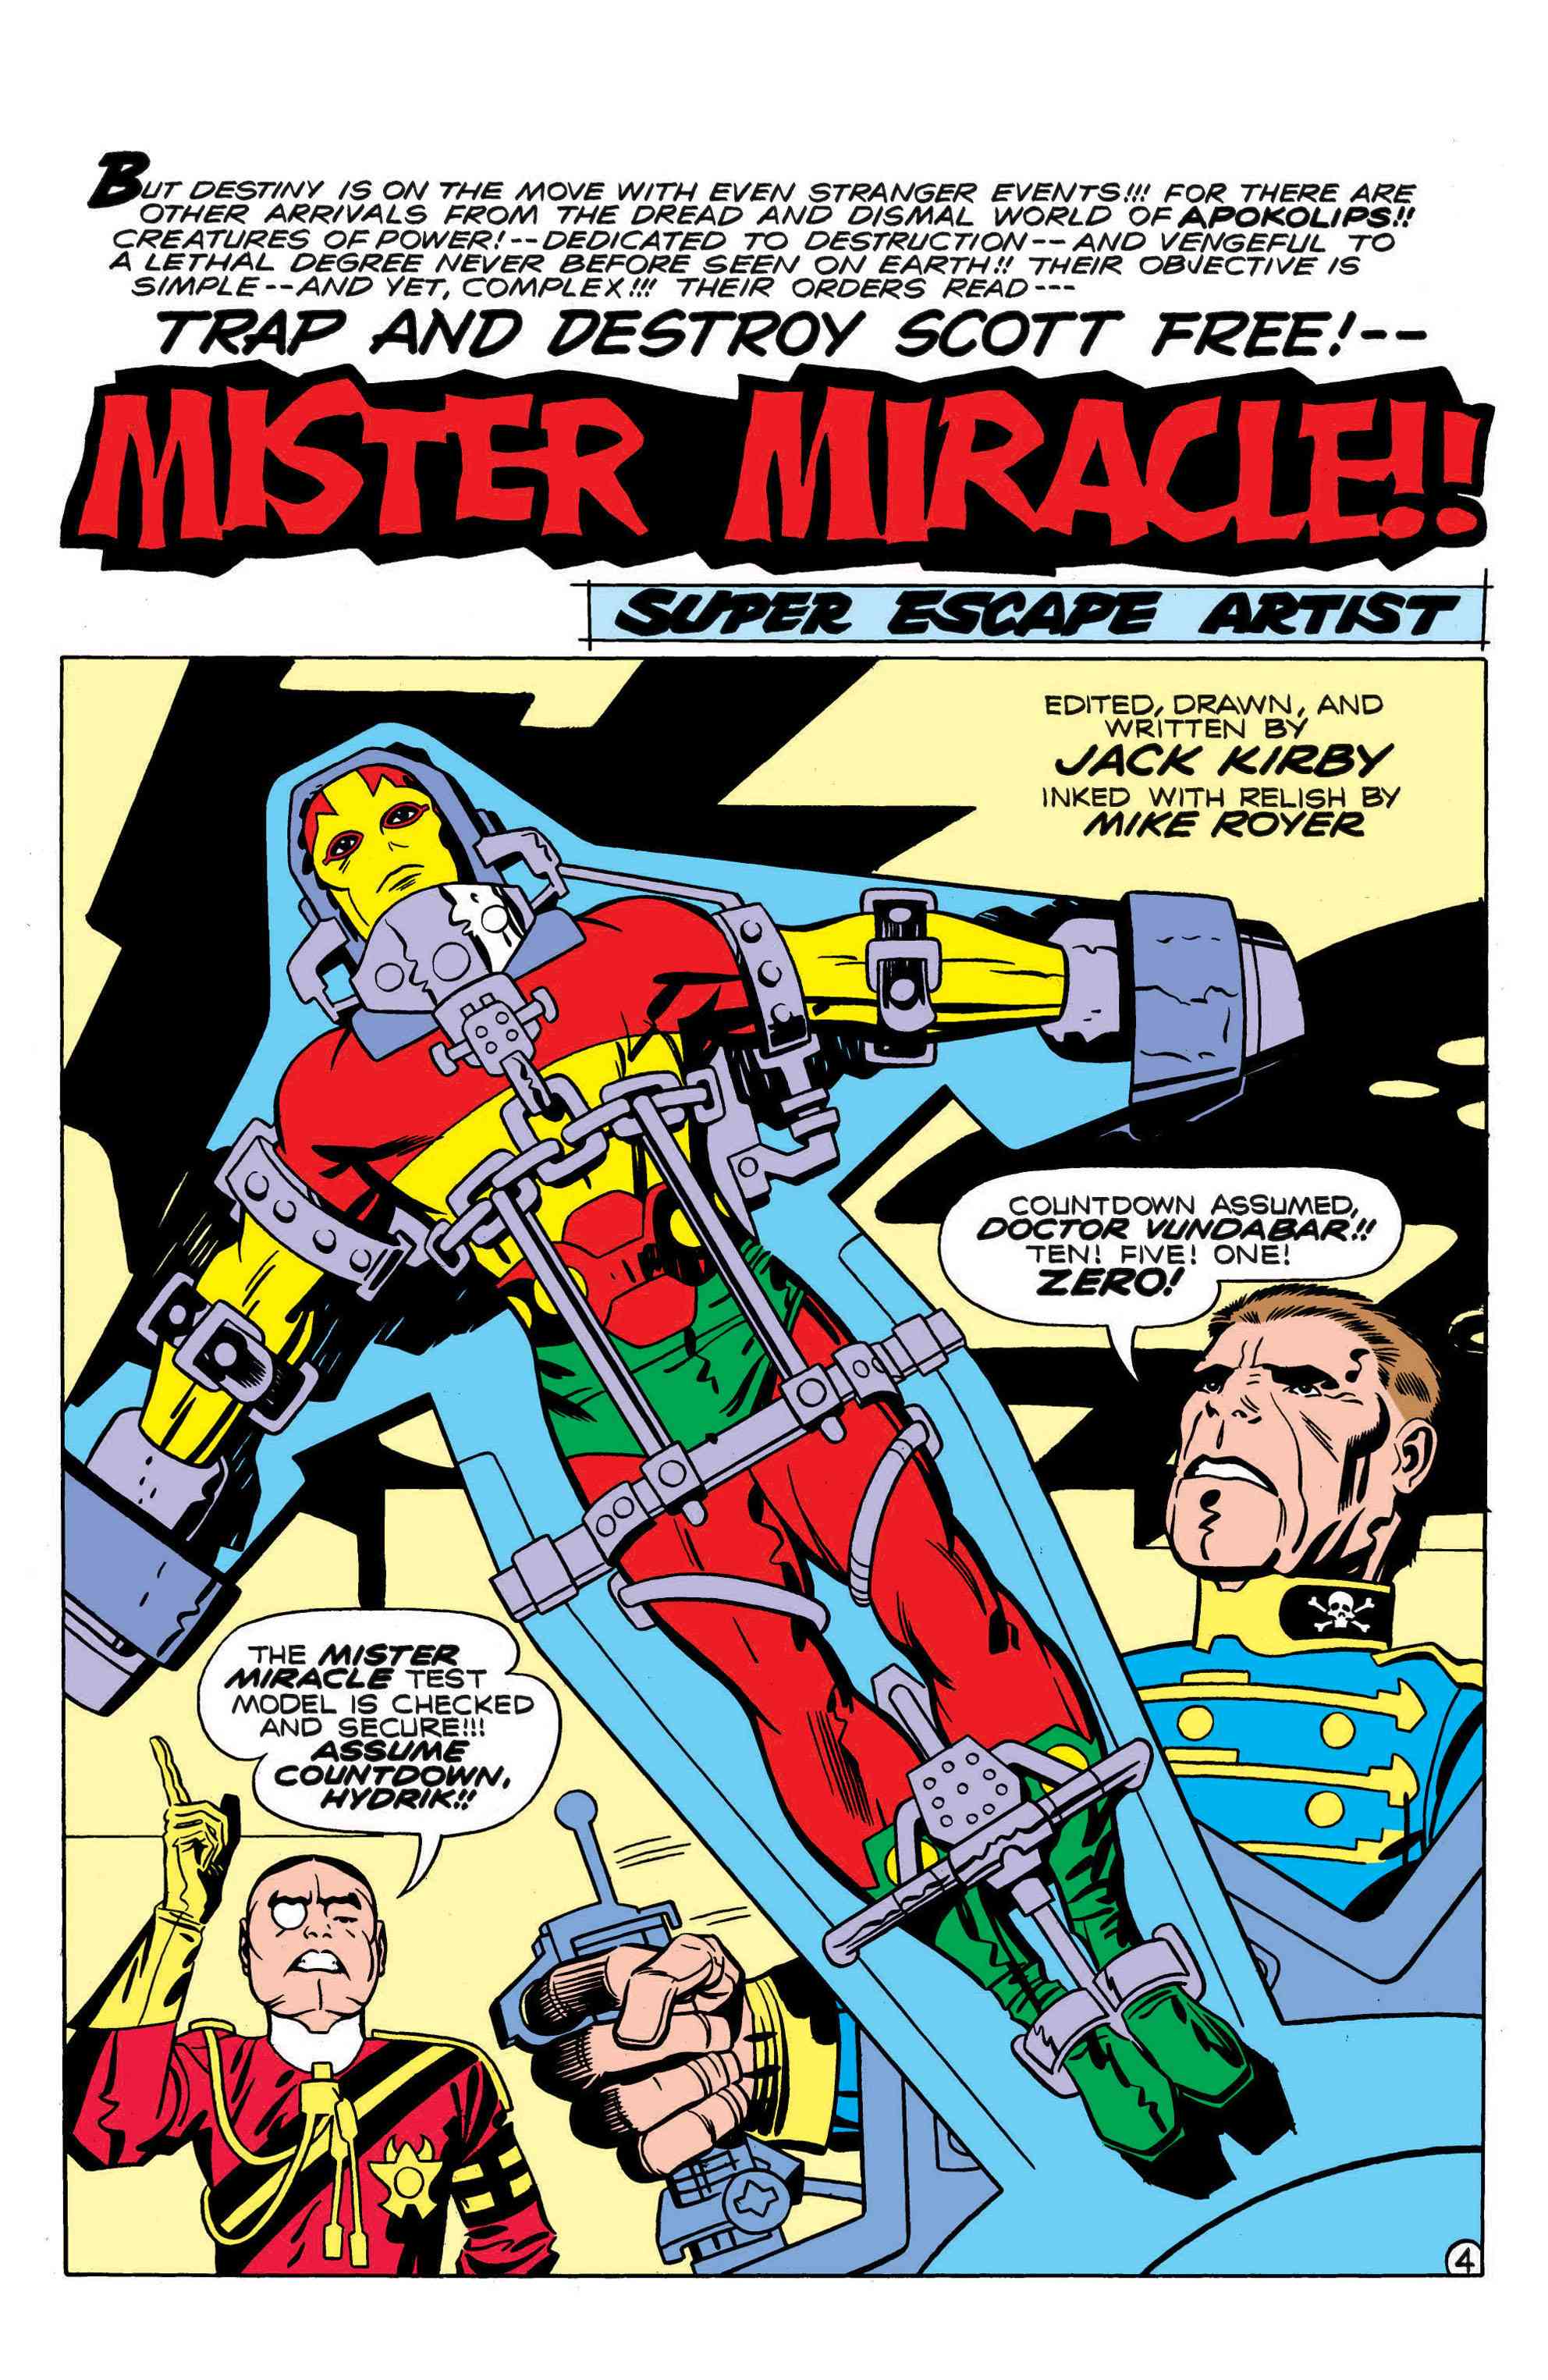 BUT DESTINY IS ON THE MOVE WITH EVEN STRANGER EVENTS!!! FOR THERE ARE
OTHER ARRIVALS FROM THE DREAD AND DISMAL WORLD OF APOKOLIPS!!
CREATURES OF POWER!--DEDICATED TO DESTRUCTION--AND VENGEFUL TO
A LETHAL DEGREE NEVER BEFORE SEEN ON EARTH!! THEIR OBJECTIVE IS
SIMPLE--AND YET, COMPLEX!!! THEIR ORDERS READ---
TRAP AND DESTROY SCOTT FREE!--
MISTER MIRACLE!!
SUPER ESCAPE ARTIST
EDITED, DRAWN, AND
WRITTEN BY
JACK KIRBY
INKED WITH RELISH BY
MIKE ROYER
THE MISTER
MIRACLE TEST
MODEL IS CHECKED
AND SECURE!!!
ASSUME
COUNTDOWN,
HYDRIK!!
COUNTDOWN ASSUMED,
DOCTOR VUNDABAR!!
TEN! FIVE! ONE!
ZERO!
4